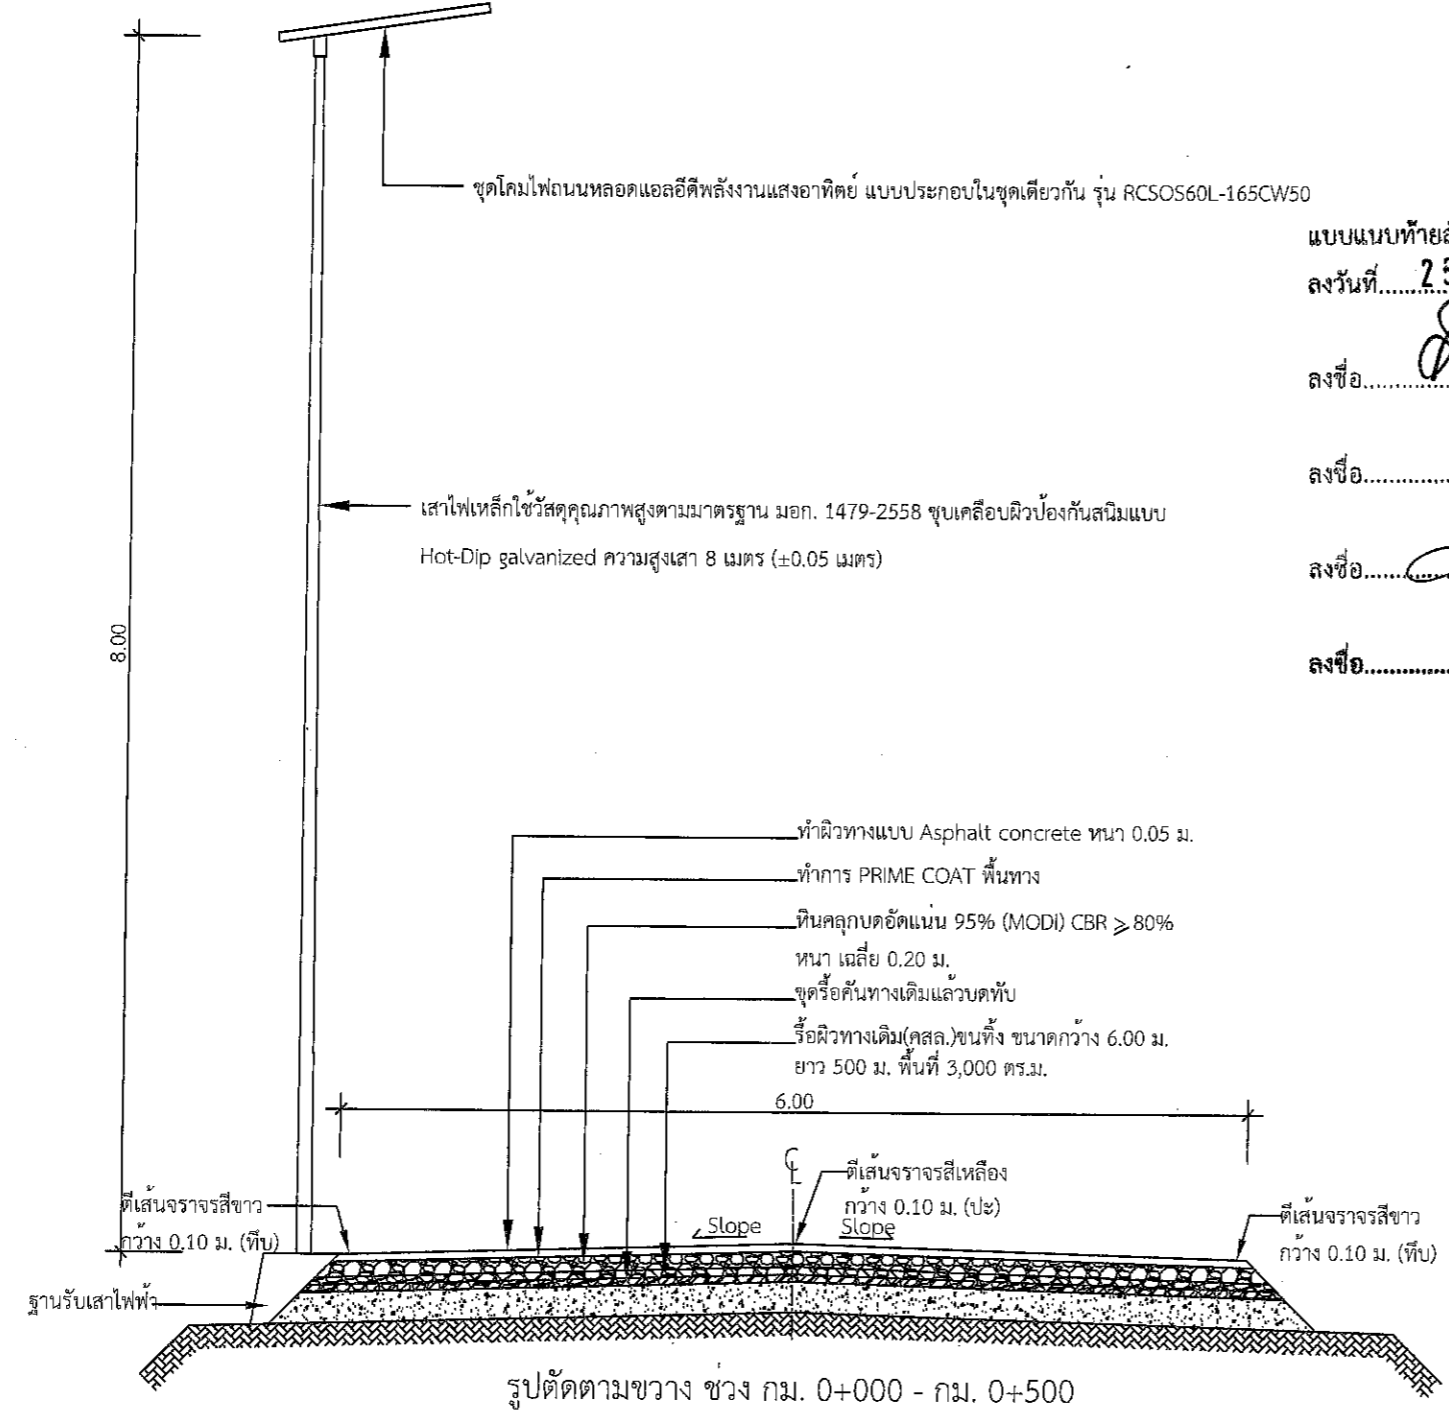 ชุดโคมไฟถนนหลอดแอลอีดีพลังงานแสงอาทิตย์ แบบประกอบในชุดเดียวกัน รุ่น RCSOS60L-165CW50
แบบแนบท้าย
ลงวันที่........2
ลงชื่อ
ลงชื่อ
เสาไฟเหล็กใช้วัสดุคุณภาพสูงตามมาตรฐาน มอก. 1479-2558 ชุบเคลือบผิวป้องกันสนิมแบบ
Hot-Dip galvanized ความสูงเสา 8 เมตร (±0.05 เมตร)
ลงชื่อ
8.00
ลงชื่อ
ทำผิวทางแบบ Asphalt concrete หนา 0.05 ม.
ทำการ PRIME COAT พื้นทาง
หินคลุกบดอัดแน่น 95% (MODI) CBR ⩾ 80%
หนา เฉลี่ย 0.20 ม.
ขุดรื้อคันทางเดิมแล้วบดทับ
รื้อผิวทางเดิม(คสล.)ขนทิ้ง ขนาดกว้าง 6.00 ม.
ยาว 500 ม. พื้นที่ 3,000 ตร.ม.
6.00
ตีเส้นจราจรสีเหลือง
กว้าง 0.10 ม. (ปะ)
ตีเส้นจราจรสีขาว
กว้าง 0.10 ม. (ทึบ)
Slope
Slope
ตีเส้นจราจรสีขาว
กว้าง 0.10 ม. (ทึบ)
ฐานรับเสาไฟฟ้า
รูปตัดตามขวาง ช่วง กม. 0+000 - กม. 0+500